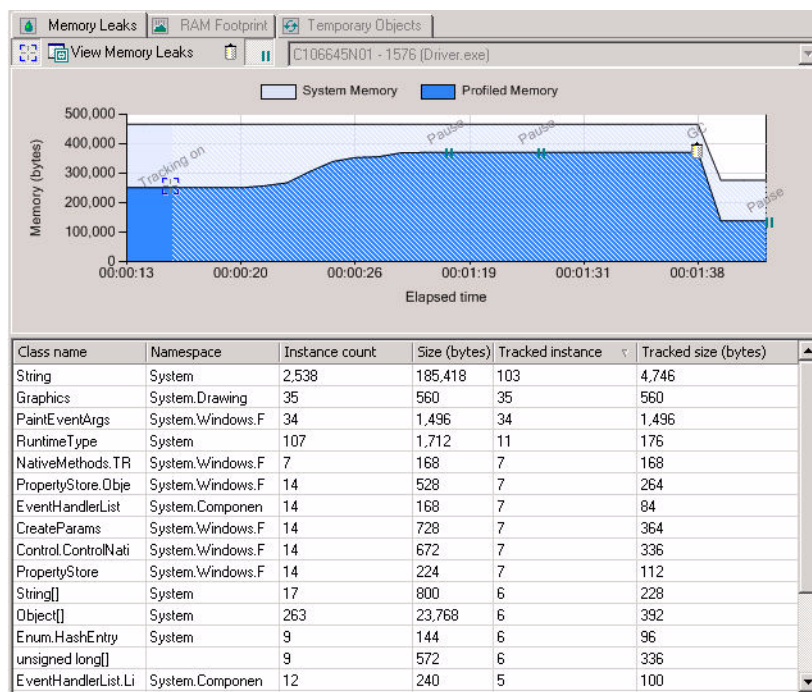 Memory Leaks RAM Footprint Temporary Objects
View Memory Leaks C106645N01 - 1576 (Driver.exe)
System Memory Profiled Memory
Memory (bytes)
500,000
400,000
300,000
200,000
100,000
0
Tracking on
Pause
Pause
GC
Pause
00:00:13 00:00:20 00:00:26 00:01:19 00:01:31 00:01:38
Elapsed time
Class name Namespace Instance count Size (bytes) Tracked instance Tracked size (bytes)
String System 2,538 185,418 103 4,746
Graphics System.Drawing 35 560 35 560
PaintEventArgs System.Windows.F 34 1,496 34 1,496
RuntimeType System 107 1,712 11 176
NativeMethods.TR System.Windows.F 7 168 7 168
PropertyStore.Obje System.Windows.F 14 528 7 264
EventHandlerList System.Componen 14 168 7 84
CreateParams System.Windows.F 14 728 7 364
Control.ControlNati System.Windows.F 14 672 7 336
PropertyStore System.Windows.F 14 224 7 112
String[] System 17 800 6 228
Object[] System 263 23,768 6 392
Enum.HashEntry System 9 144 6 96
unsigned long[] 9 572 6 336
EventHandlerList.Li System.Componen 12 240 5 100